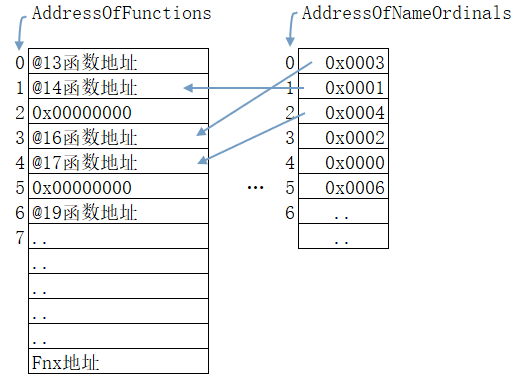 AddressOfFunctions AddressOfNameOrdinals
0 @13函数地址 0 0x0003
1 @14函数地址 1 0x0001
2 0x00000000 2 0x0004
3 @16函数地址 3 0x0002
4 @17函数地址 4 0x0000
5 0x00000000 … 5 0x0006
6 @19函数地址 6 ..
7 .. ..
..
..
..
..
Fnx地址